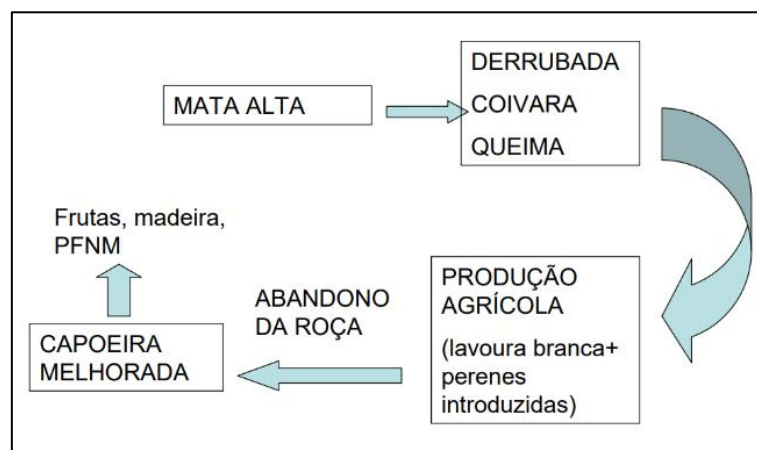 MATA ALTA
DERRUBADA
COIVARA
QUEIMA
PRODUÇÃO
AGRÍCOLA
(lavoura branca+
perenes
introduzidas)
ABANDONO
DA ROÇA
CAPOEIRA
MELHORADA
Frutas, madeira,
PFNM